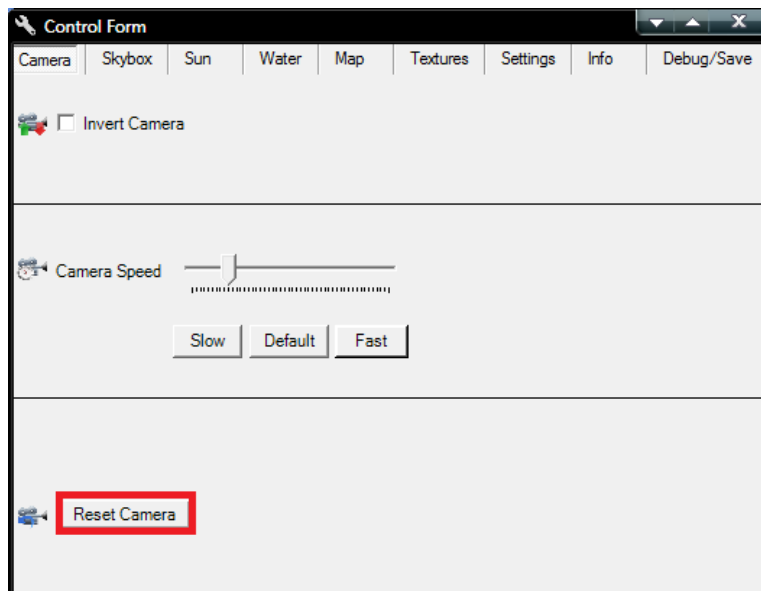 Control Form
Camera Skybox Sun Water Map Textures Settings Info Debug/Save
Invert Camera
Camera Speed
Slow Default Fast
Reset Camera